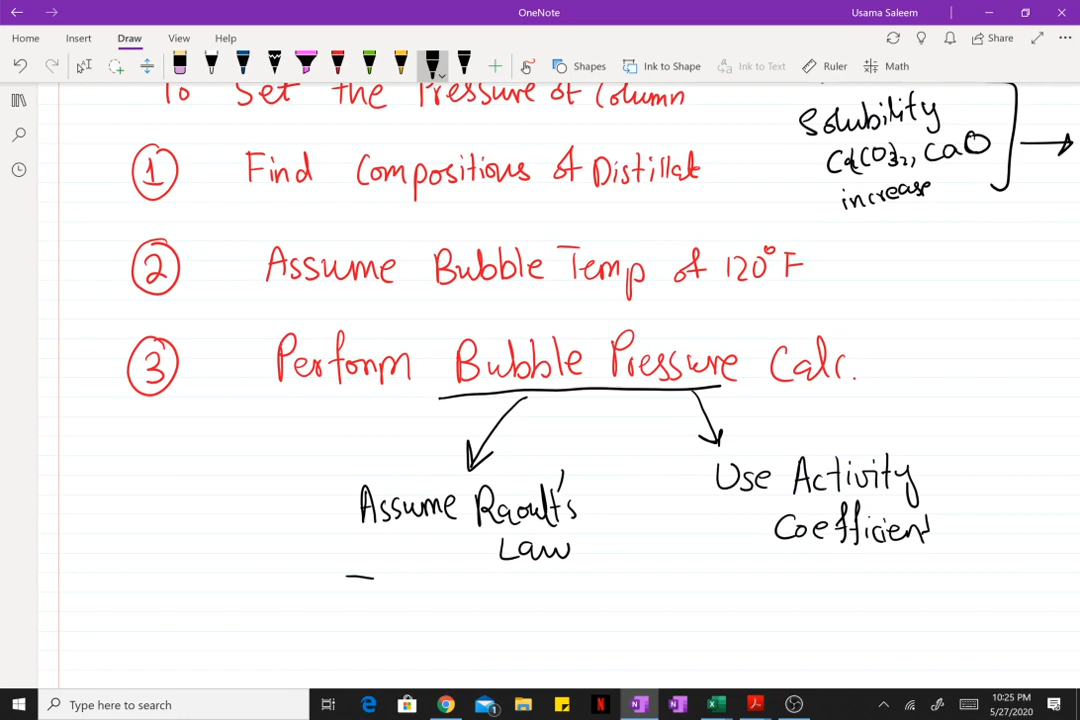 OneNote
Usama Saleem
Home Insert Draw View Help
Share
Shapes Ink to Shape Ink to Text Ruler Math
To Set the Pressure of Column
Solubility
CaO
increase
1 Find Compositions of Distillat
2 Assume Bubble Temp of 120°F
3 Perform Bubble Pressure Calc.
Assume Raoult's
Law
Use Activity
Coefficient
Type here to search
1
10:25 PM
5/27/2020